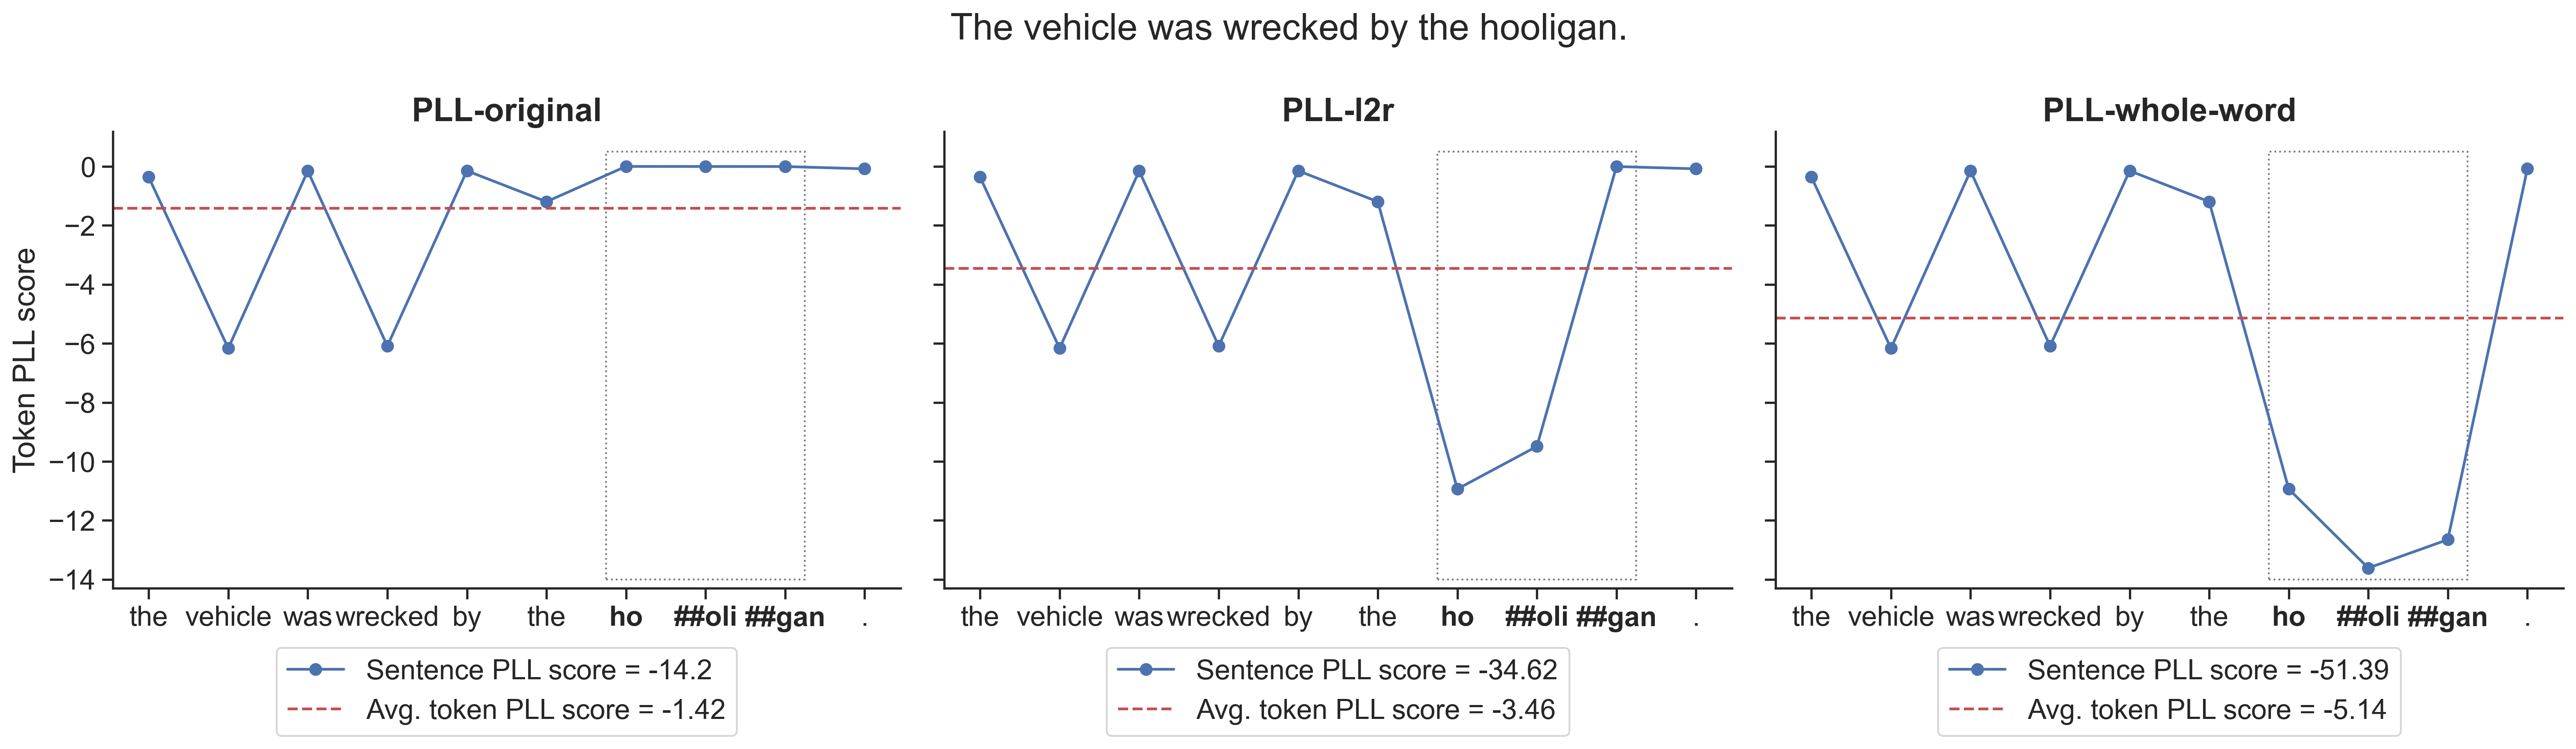 The vehicle was wrecked by the hooligan.
PLL-original
PLL-l2r
PLL-whole-word
Token PLL score
0
−2
−4
−6
−8
−10
−12
−14
the vehicle was wrecked by the ho ##oli ##gan .
the vehicle was wrecked by the ho ##oli ##gan .
the vehicle was wrecked by the ho ##oli ##gan .
Sentence PLL score = -14.2
Avg. token PLL score = -1.42
Sentence PLL score = -34.62
Avg. token PLL score = -3.46
Sentence PLL score = -51.39
Avg. token PLL score = -5.14